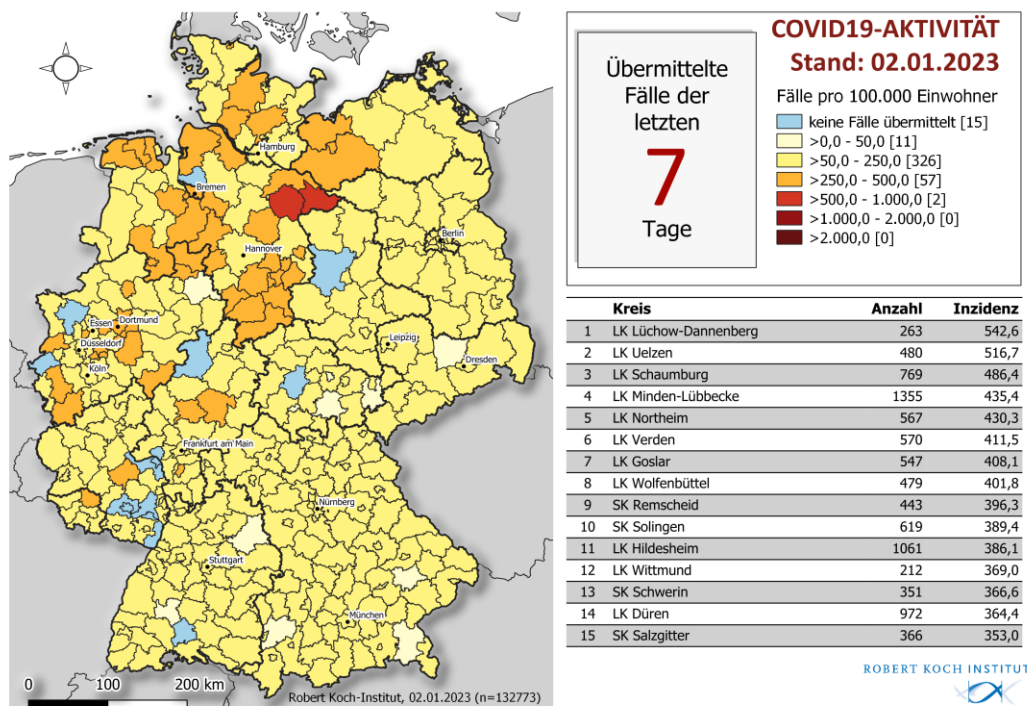 COVID19-AKTIVITÄT
Stand: 02.01.2023
Übermittelte
Fälle der
letzten
7
Tage
Fälle pro 100.000 Einwohner
keine Fälle übermittelt [15]
>0,0 - 50,0 [11]
>50,0 - 250,0 [326]
>250,0 - 500,0 [57]
>500,0 - 1.000,0 [2]
>1.000,0 - 2.000,0 [0]
>2.000,0 [0]
Hamburg
Bremen
Berlin
Hannover
Essen
Dortmund
Düsseldorf
Leipzig
Köln
Dresden
Frankfurt am Main
Nürnberg
Stuttgart
München
0 100 200 km
Robert Koch-Institut, 02.01.2023 (n=132773)
Kreis Anzahl Inzidenz
1 LK Lüchow-Dannenberg 263 542,6
2 LK Uelzen 480 516,7
3 LK Schaumburg 769 486,4
4 LK Minden-Lübbecke 1355 435,4
5 LK Northeim 567 430,3
6 LK Verden 570 411,5
7 LK Goslar 547 408,1
8 LK Wolfenbüttel 479 401,8
9 SK Remscheid 443 396,3
10 SK Solingen 619 389,4
11 LK Hildesheim 1061 386,1
12 LK Wittmund 212 369,0
13 SK Schwerin 351 366,6
14 LK Düren 972 364,4
15 SK Salzgitter 366 353,0
ROBERT KOCH INSTITUT